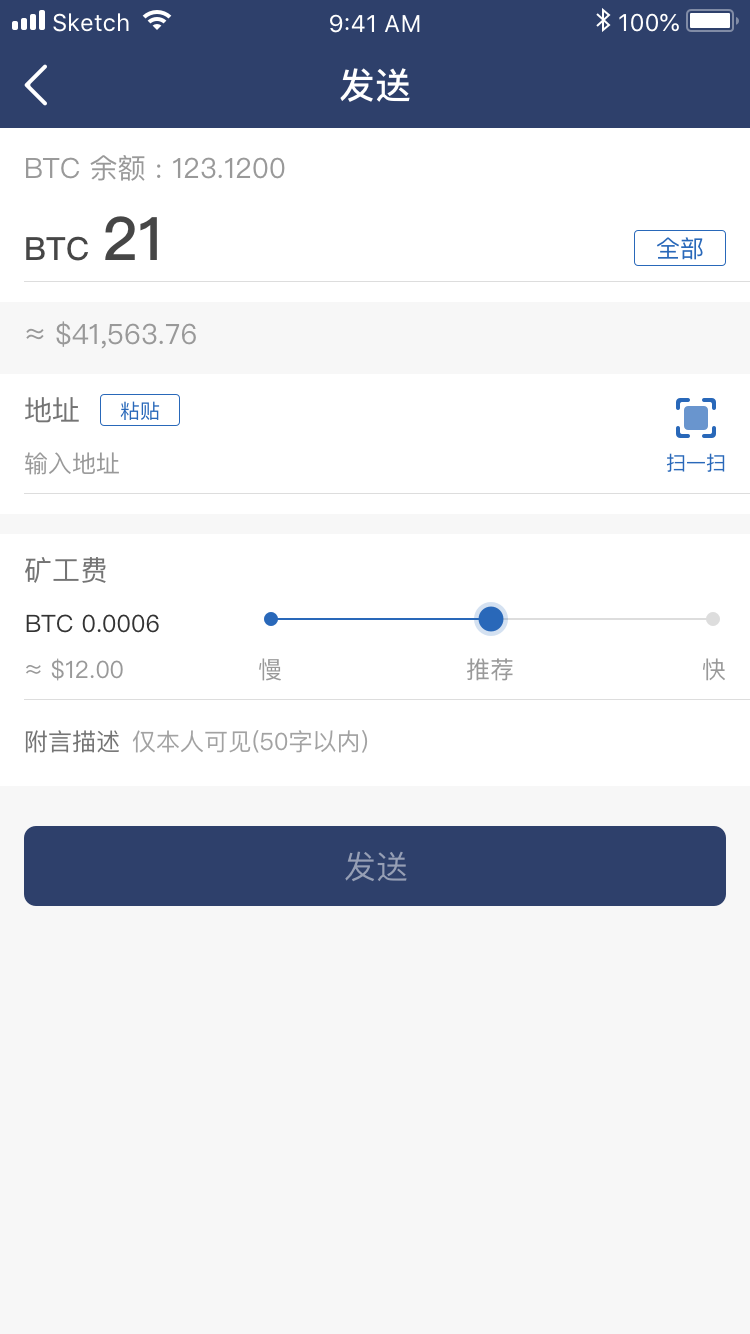 Sketch 9:41 AM 100%
发送
BTC 余额 : 123.1200
BTC 21 全部
≈ $41,563.76
地址 粘贴
输入地址 扫一扫
矿工费
BTC 0.0006
≈ $12.00 慢 推荐 快
附言描述 仅本人可见(50字以内)
发送